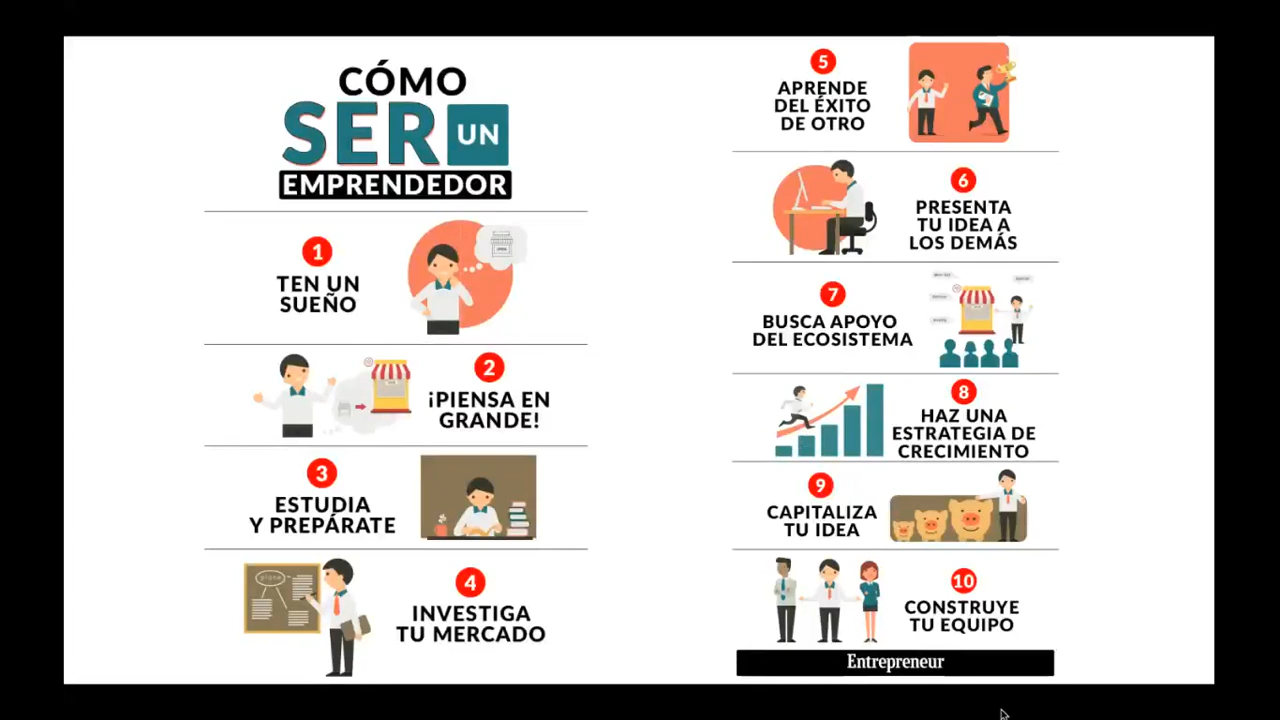 CÓMO
SER UN
EMPRENDEDOR
1
TEN UN
SUEÑO
2
¡PIENSA EN
GRANDE!
3
ESTUDIA
Y PREPÁRATE
4
INVESTIGA
TU MERCADO
5
APRENDE
DEL ÉXITO
DE OTRO
6
PRESENTA
TU IDEA A
LOS DEMÁS
7
BUSCA APOYO
DEL ECOSISTEMA
8
HAZ UNA
ESTRATEGIA DE
CRECIMIENTO
9
CAPITALIZA
TU IDEA
10
CONSTRUYE
TU EQUIPO
Entrepreneur